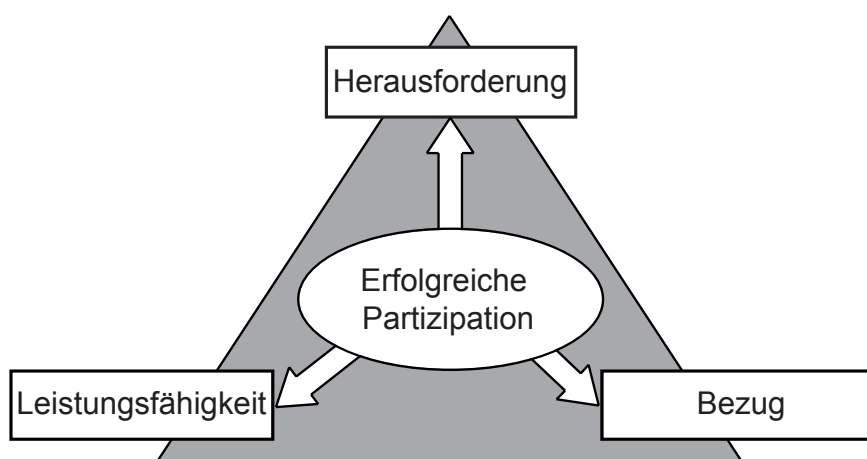 Herausforderung
Erfolgreiche
Partizipation
Leistungsfähigkeit
Bezug